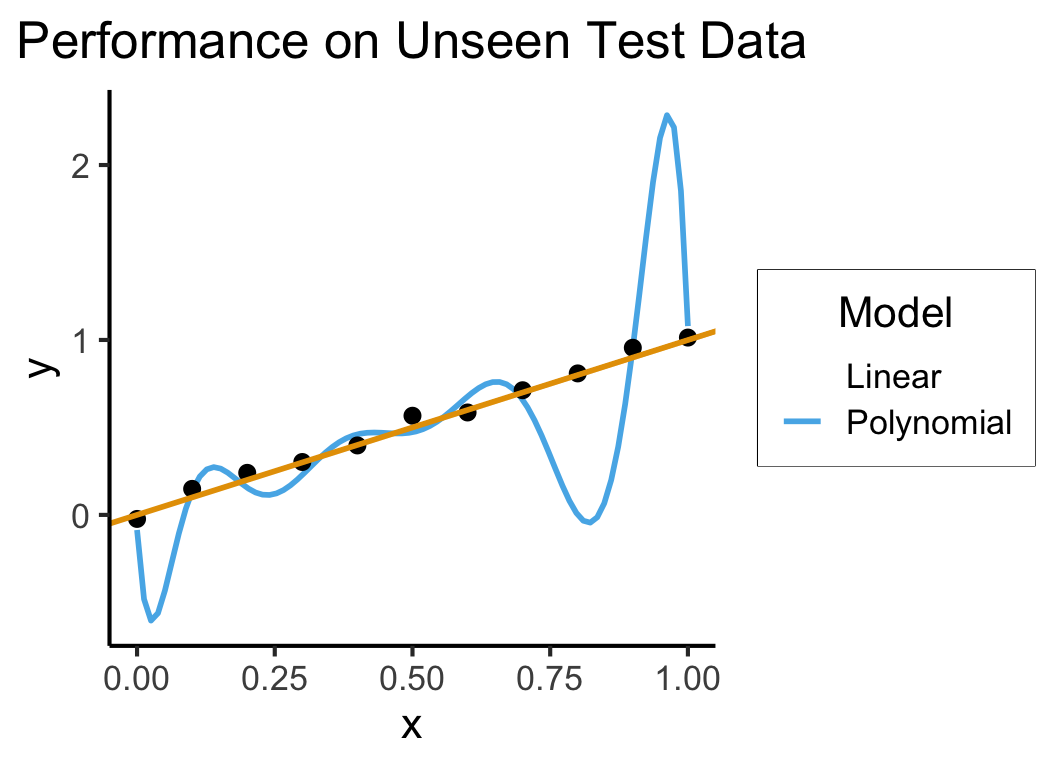 Performance on Unseen Test Data
2
1
0
y
0.00 0.25 0.50 0.75 1.00
x
Model
Linear
Polynomial